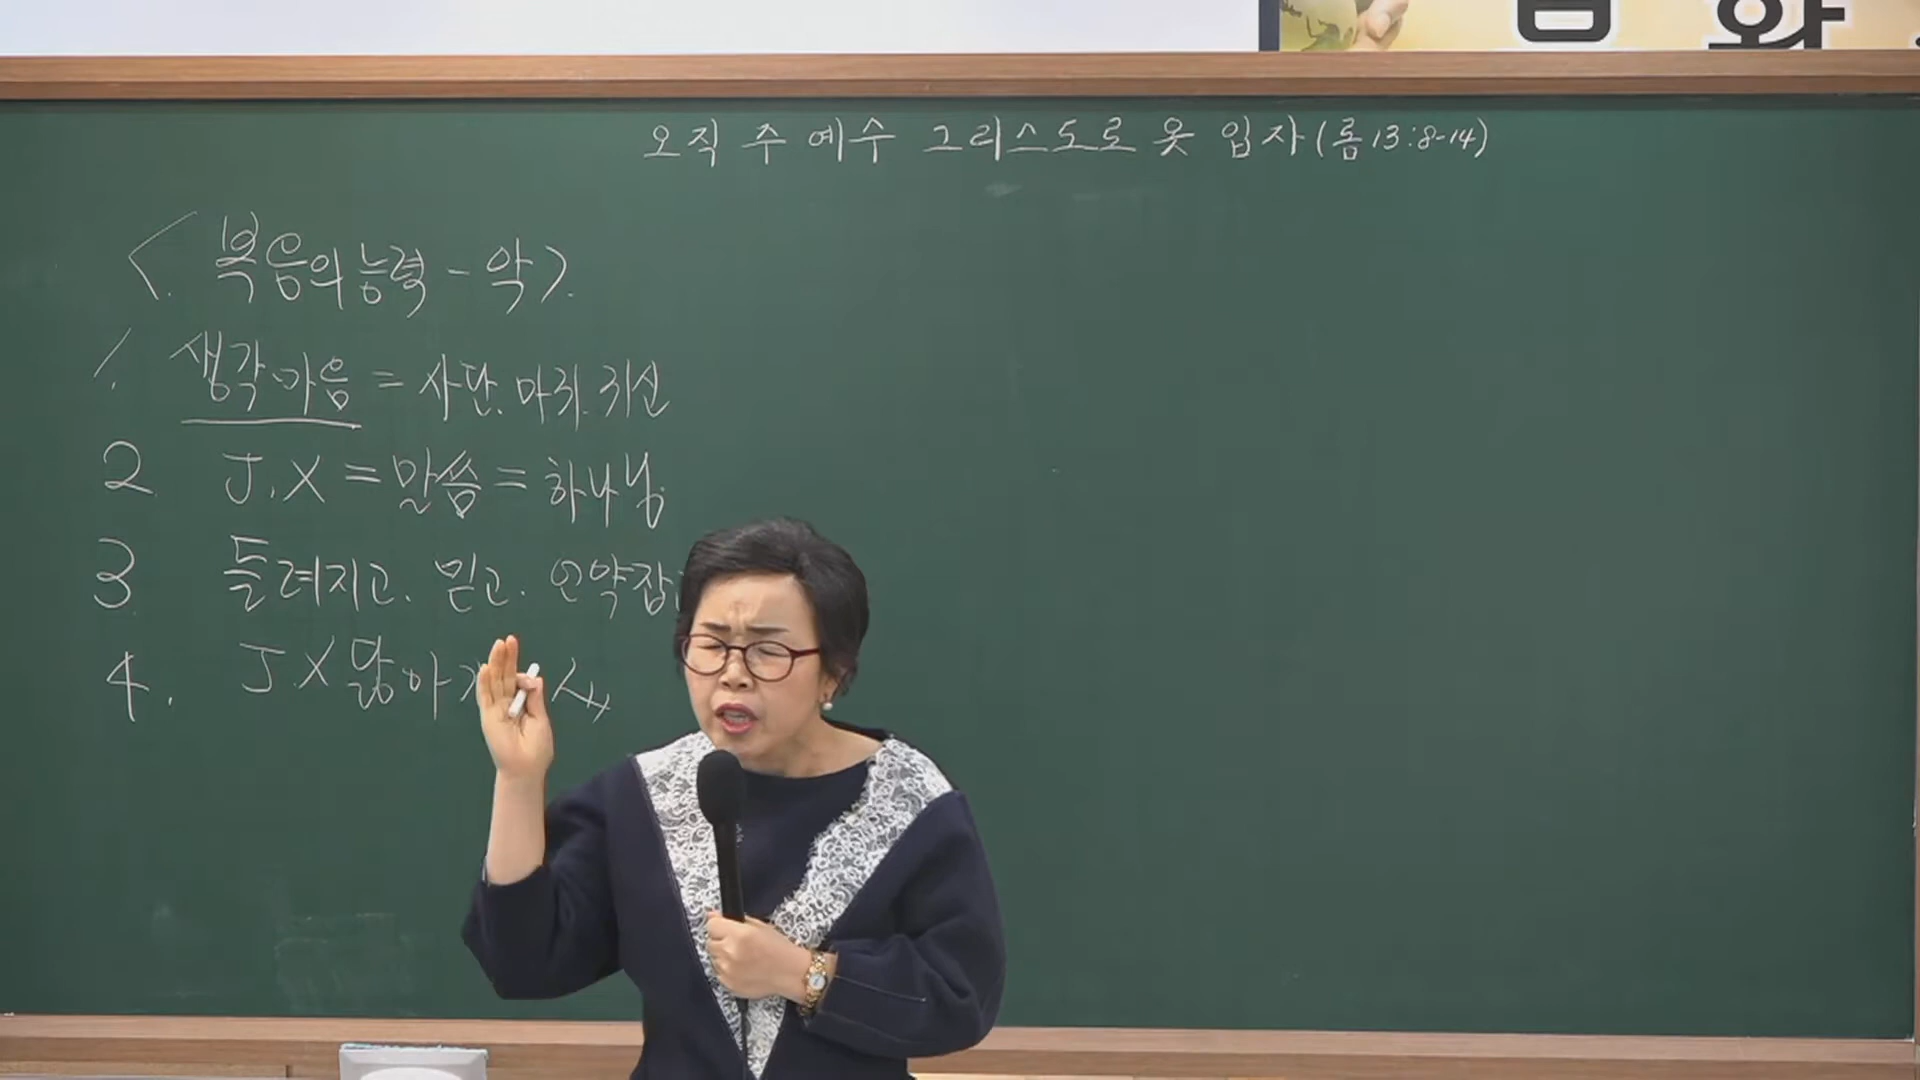 오직 주 예수 그리스도로 옷 입자(롬13:8-14)
<복음의 능력 - 악>.
1. 생각.마음 = 사단.마귀.귀신
2. J.X = 말씀 = 하나님
3 들려지고. 믿고. 언약잡
4. J.X 닮아